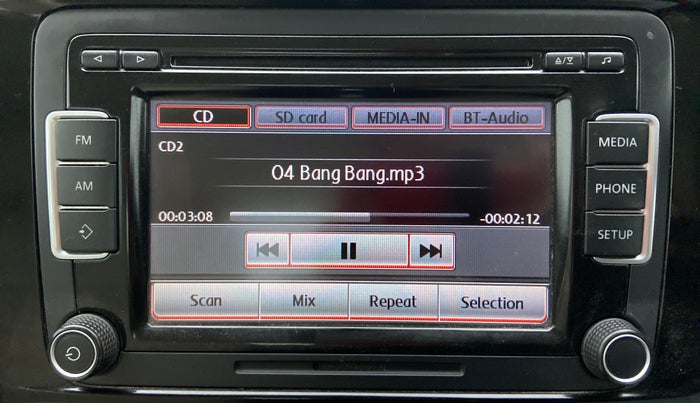 CD SD card MEDIA-IN BT-Audio
FM
MEDIA
CD2
04 Bang Bang.mp3
AM
PHONE
00:03:08 -00:02:12
SETUP
Scan Mix Repeat Selection